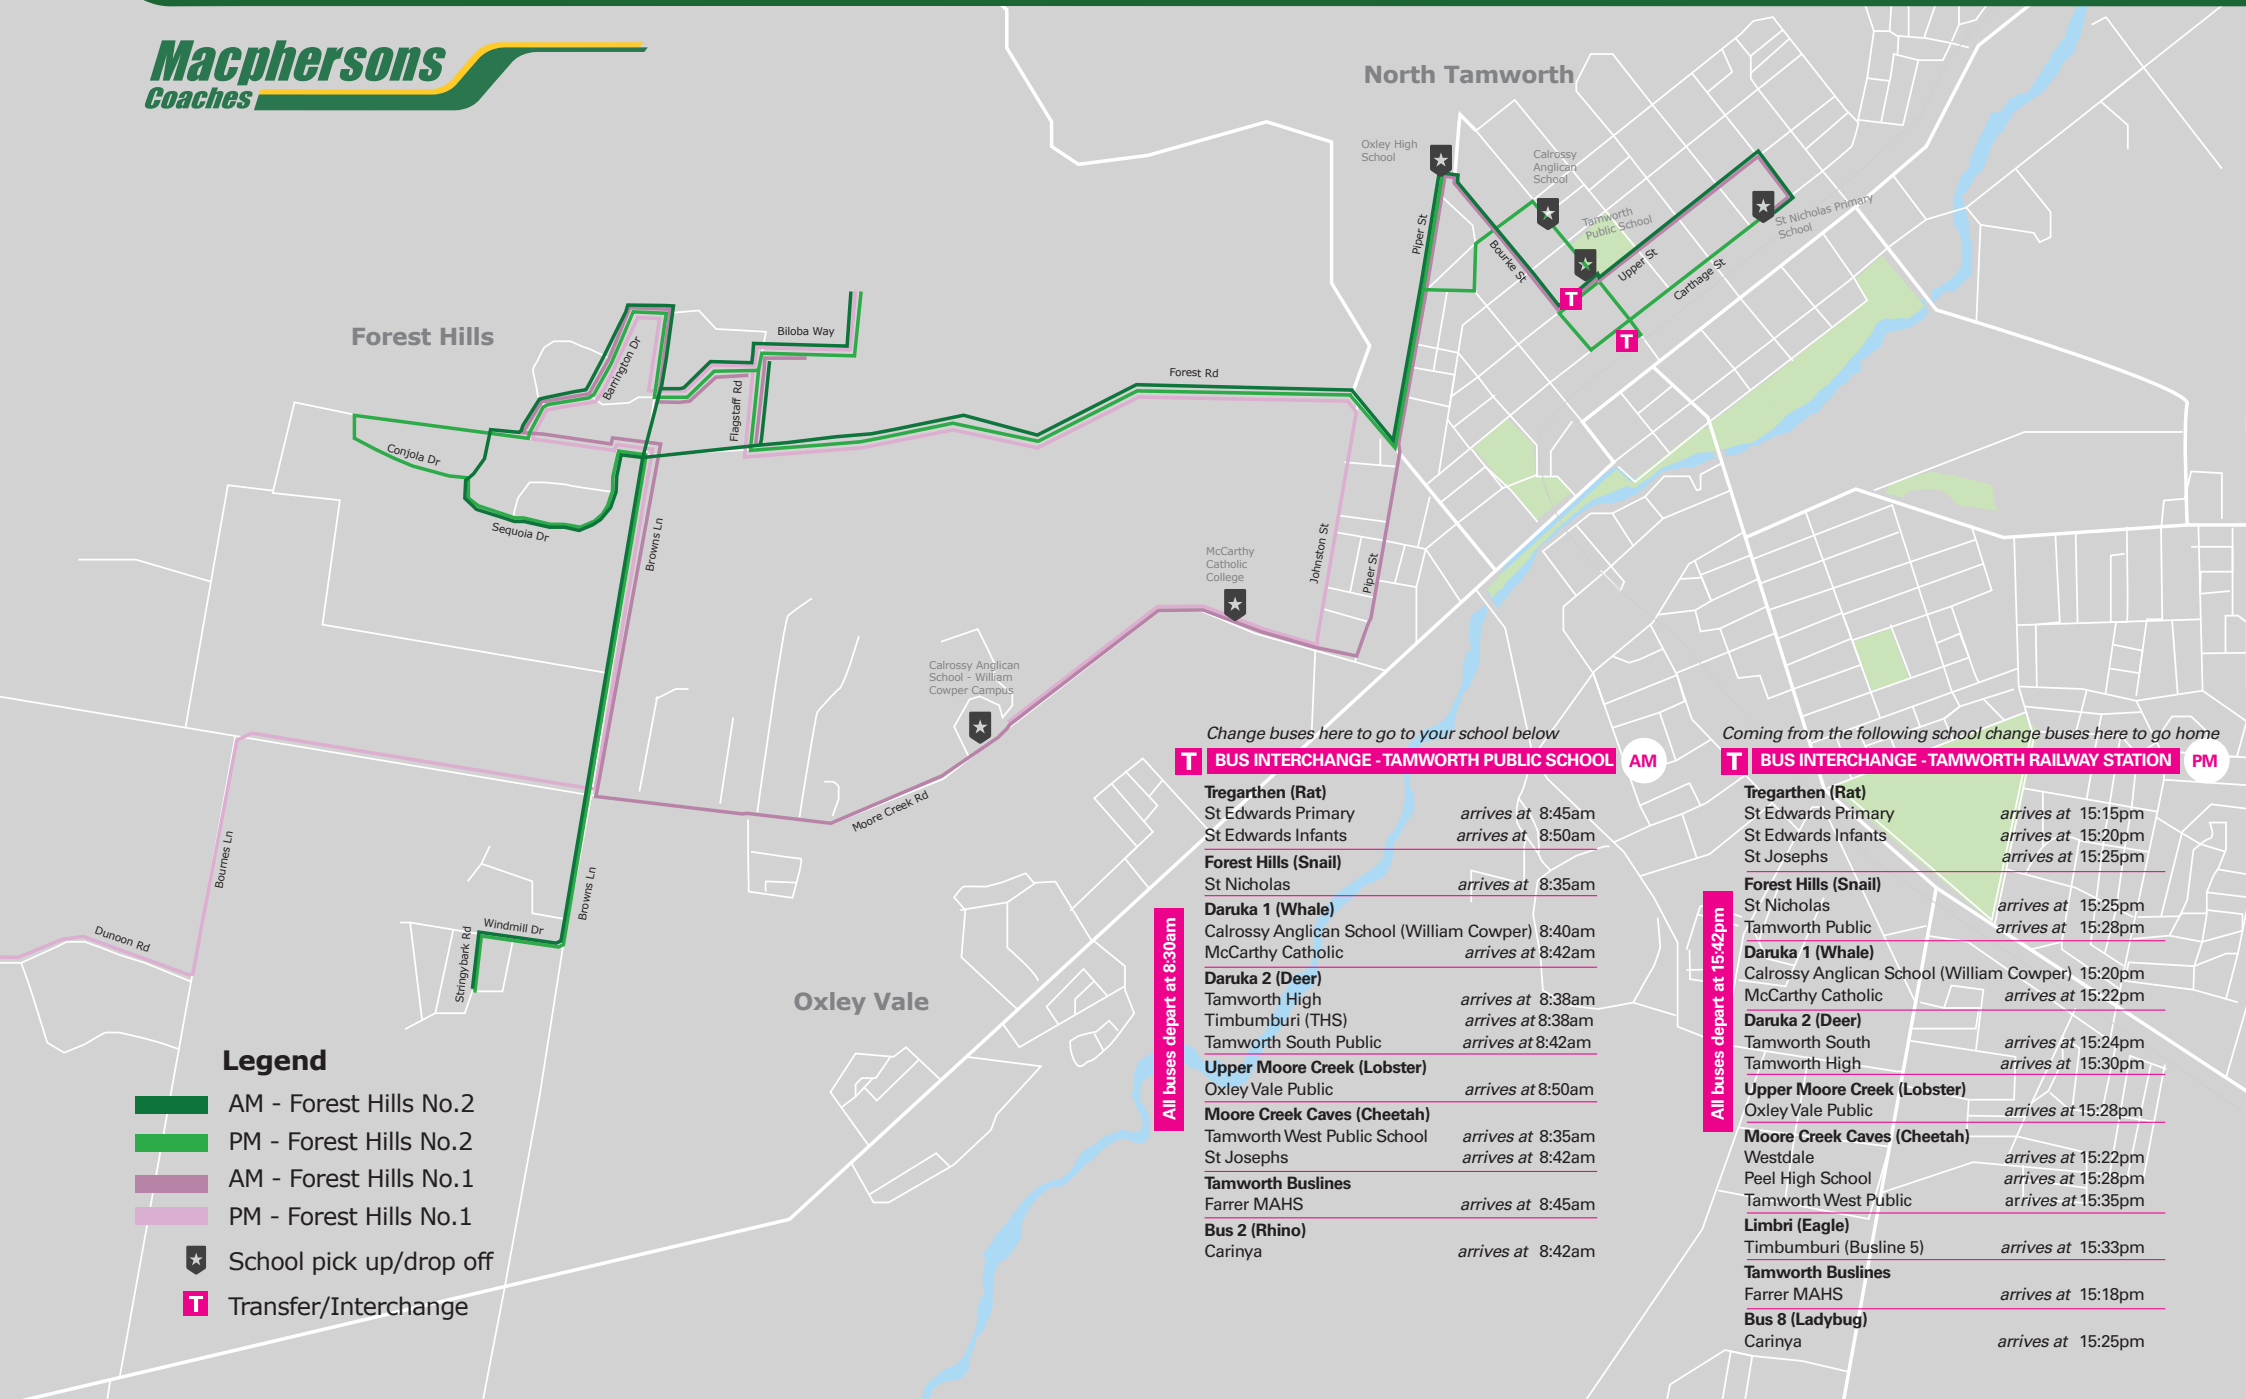 Macphersons
Coaches
North Tamworth
Oxley High
School
Calrossy
Anglican
School
Tamworth
Public School
St Nicholas Primary
School
Piper St
Bourke St
Upper St
Carthage St
T
T
Forest Hills
Barrington Dr
Biloba Way
Flagstaff Rd
Forest Rd
Conjola Dr
Sequoia Dr
Browns Ln
McCarthy
Catholic
College
Johnston St
Piper St
Calrossy Anglican
School - William
Cowper Campus
Moore Creek Rd
Bournes Ln
Browns Ln
Dunoon Rd
Windmill Dr
Stringybark Rd
Oxley Vale
Legend
AM - Forest Hills No.2
PM - Forest Hills No.2
AM - Forest Hills No.1
PM - Forest Hills No.1
School pick up/drop off
T Transfer/Interchange
Change buses here to go to your school below
T BUS INTERCHANGE - TAMWORTH PUBLIC SCHOOL AM
All buses depart at 8:30am
Tregarthen (Rat)
St Edwards Primary arrives at 8:45am
St Edwards Infants arrives at 8:50am
Forest Hills (Snail)
St Nicholas arrives at 8:35am
Daruka 1 (Whale)
Calrossy Anglican School (William Cowper) 8:40am
McCarthy Catholic arrives at 8:42am
Daruka 2 (Deer)
Tamworth High arrives at 8:38am
Timbumburi (THS) arrives at 8:38am
Tamworth South Public arrives at 8:42am
Upper Moore Creek (Lobster)
Oxley Vale Public arrives at 8:50am
Moore Creek Caves (Cheetah)
Tamworth West Public School arrives at 8:35am
St Josephs arrives at 8:42am
Tamworth Buslines
Farrer MAHS arrives at 8:45am
Bus 2 (Rhino)
Carinya arrives at 8:42am
Coming from the following school change buses here to go home
T BUS INTERCHANGE - TAMWORTH RAILWAY STATION PM
All buses depart at 15:42pm
Tregarthen (Rat)
St Edwards Primary arrives at 15:15pm
St Edwards Infants arrives at 15:20pm
St Josephs arrives at 15:25pm
Forest Hills (Snail)
St Nicholas arrives at 15:25pm
Tamworth Public arrives at 15:28pm
Daruka 1 (Whale)
Calrossy Anglican School (William Cowper) 15:20pm
McCarthy Catholic arrives at 15:22pm
Daruka 2 (Deer)
Tamworth South arrives at 15:24pm
Tamworth High arrives at 15:30pm
Upper Moore Creek (Lobster)
Oxley Vale Public arrives at 15:28pm
Moore Creek Caves (Cheetah)
Westdale arrives at 15:22pm
Peel High School arrives at 15:28pm
Tamworth West Public arrives at 15:35pm
Limbri (Eagle)
Timbumburi (Busline 5) arrives at 15:33pm
Tamworth Buslines
Farrer MAHS arrives at 15:18pm
Bus 8 (Ladybug)
Carinya arrives at 15:25pm